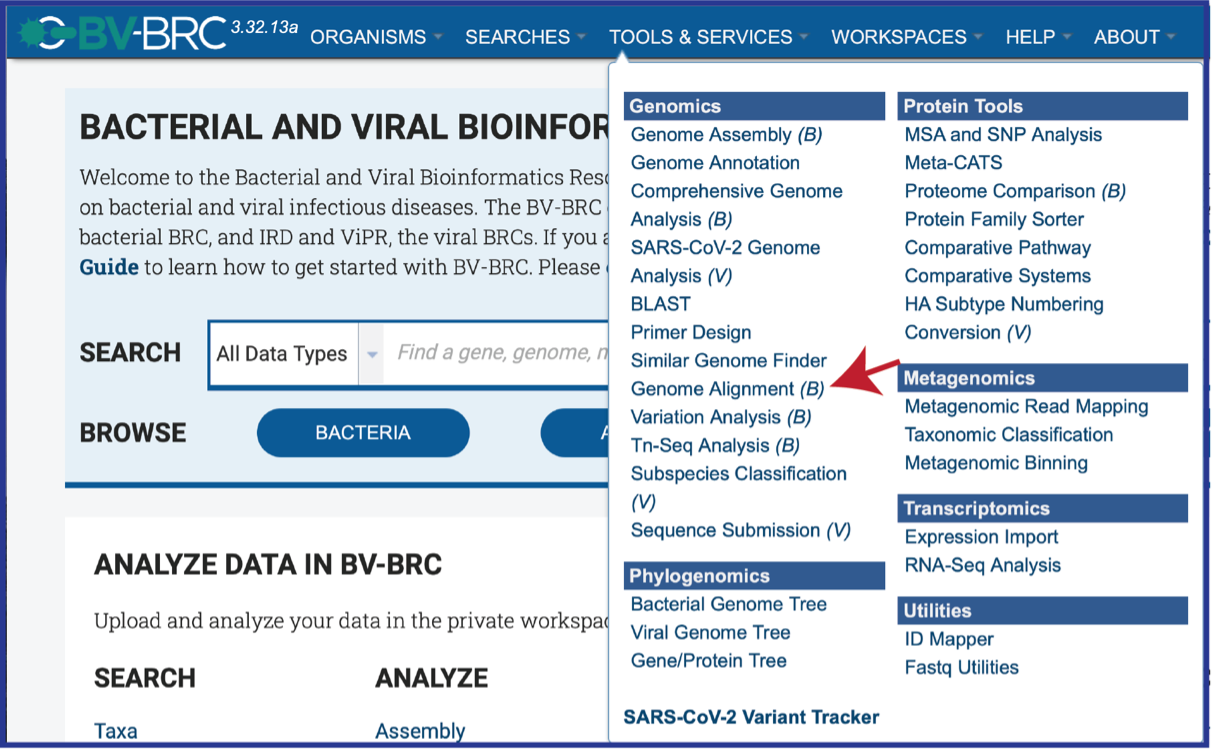 BV-BRC 3.32.13a ORGANISMS SEARCHES TOOLS & SERVICES WORKSPACES HELP ABOUT
BACTERIAL AND VIRAL BIOINFOR
Welcome to the Bacterial and Viral Bioinformatics Res
on bacterial and viral infectious diseases. The BV-BRC
bacterial BRC, and IRD and ViPR, the viral BRCs. If you a
Guide to learn how to get started with BV-BRC. Please
SEARCH All Data Types Find a gene, genome, m
BROWSE BACTERIA A
ANALYZE DATA IN BV-BRC
Upload and analyze your data in the private workspac
SEARCH ANALYZE
Taxa Assembly
Genomics
Genome Assembly (B)
Genome Annotation
Comprehensive Genome
Analysis (B)
SARS-CoV-2 Genome
Analysis (V)
BLAST
Primer Design
Similar Genome Finder
Genome Alignment (B)
Variation Analysis (B)
Tn-Seq Analysis (B)
Subspecies Classification
(V)
Sequence Submission (V)
Phylogenomics
Bacterial Genome Tree
Viral Genome Tree
Gene/Protein Tree
SARS-CoV-2 Variant Tracker
Protein Tools
MSA and SNP Analysis
Meta-CATS
Proteome Comparison (B)
Protein Family Sorter
Comparative Pathway
Comparative Systems
HA Subtype Numbering
Conversion (V)
Metagenomics
Metagenomic Read Mapping
Taxonomic Classification
Metagenomic Binning
Transcriptomics
Expression Import
RNA-Seq Analysis
Utilities
ID Mapper
Fastq Utilities